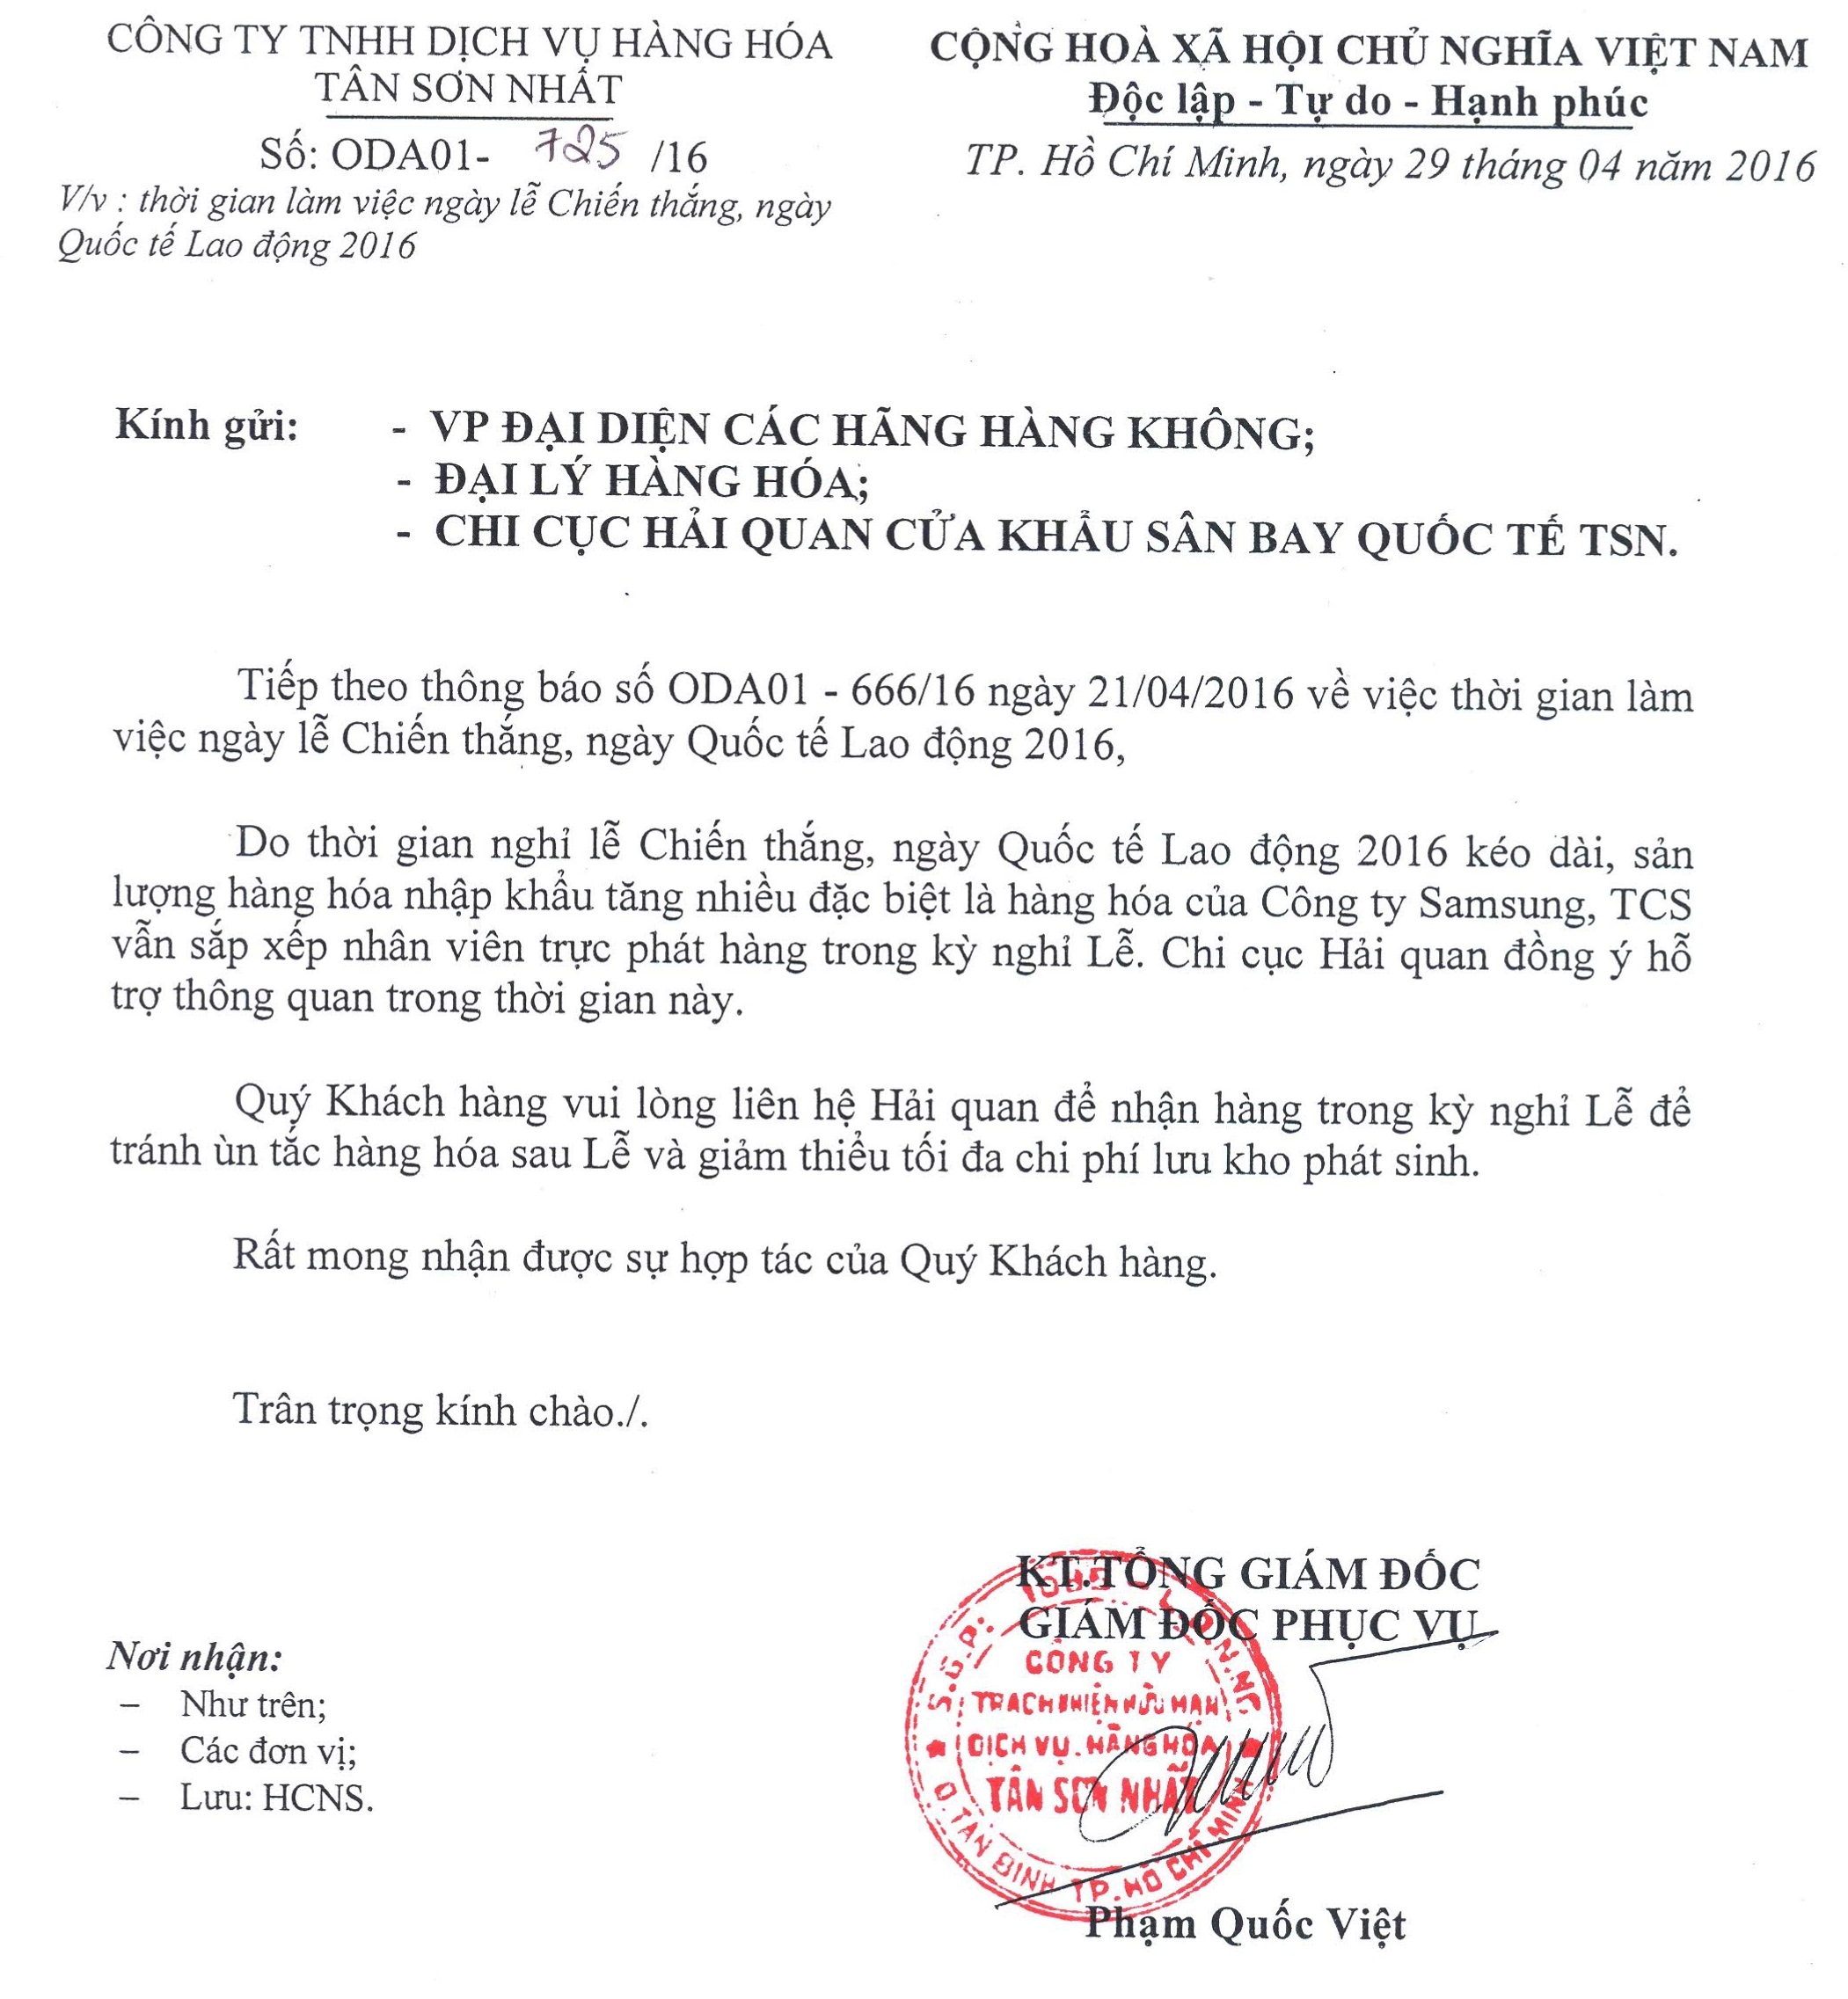 CÔNG TY TNHH DỊCH VỤ HÀNG HÓA
TÂN SƠN NHẤT
Số: ODA01- 725 /16
V/v : thời gian làm việc ngày lễ Chiến thắng, ngày
Quốc tế Lao động 2016
CỘNG HOÀ XÃ HỘI CHỦ NGHĨA VIỆT NAM
Độc lập - Tự do - Hạnh phúc
TP. Hồ Chí Minh, ngày 29 tháng 04 năm 2016
Kính gửi: - VP ĐẠI DIỆN CÁC HÃNG HÀNG KHÔNG;
- ĐẠI LÝ HÀNG HÓA;
- CHI CỤC HẢI QUAN CỬA KHẨU SÂN BAY QUỐC TẾ TSN.
Tiếp theo thông báo số ODA01 - 666/16 ngày 21/04/2016 về việc thời gian làm
việc ngày lễ Chiến thắng, ngày Quốc tế Lao động 2016,
Do thời gian nghỉ lễ Chiến thắng, ngày Quốc tế Lao động 2016 kéo dài, sản
lượng hàng hóa nhập khẩu tăng nhiều đặc biệt là hàng hóa của Công ty Samsung, TCS
vẫn sắp xếp nhân viên trực phát hàng trong kỳ nghỉ Lễ. Chi cục Hải quan đồng ý hỗ
trợ thông quan trong thời gian này.
Quý Khách hàng vui lòng liên hệ Hải quan để nhận hàng trong kỳ nghỉ Lễ để
tránh ùn tắc hàng hóa sau Lễ và giảm thiểu tối đa chi phí lưu kho phát sinh.
Rất mong nhận được sự hợp tác của Quý Khách hàng.
Trân trọng kính chào./.
Nơi nhận:
– Như trên;
– Các đơn vị;
– Lưu: HCNS.
KT.TỔNG GIÁM ĐỐC
GIÁM ĐỐC PHỤC VỤ
CÔNG TY
TRÁCH NHIỆM HỮU HẠN
DỊCH VỤ HÀNG HÓA
TÂN SƠN NHẤT
Q. TÂN BÌNH TP. HỒ CHÍ MINH
Phạm Quốc Việt